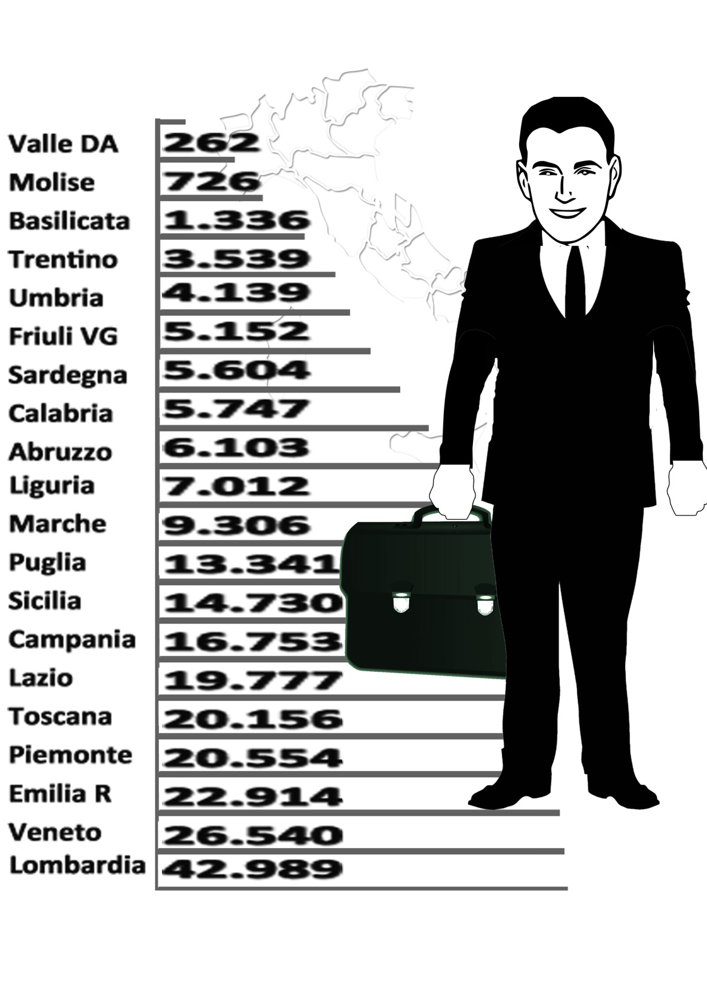 Valle DA 262
Molise 726
Basilicata 1.336
Trentino 3.539
Umbria 4.139
Friuli VG 5.152
Sardegna 5.604
Calabria 5.747
Abruzzo 6.103
Liguria 7.012
Marche 9.306
Puglia 13.341
Sicilia 14.730
Campania 16.753
Lazio 19.777
Toscana 20.156
Piemonte 20.554
Emilia R 22.914
Veneto 26.540
Lombardia 42.989